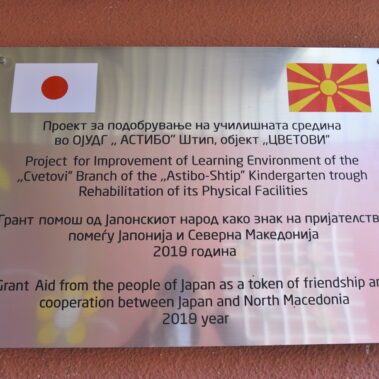 Проект за подобрување на училишната средина
во ОЈУДГ ,, АСТИБО" Штип, објект ,,ЦВЕТОВИ"
Project for Improvement of Learning Environment of the
,,Cvetovi" Branch of the ,,Astibo-Shtip" Kindergarten trough
Rehabilitation of its Physical Facilities
Грант помош од Јапонскиот народ како знак на
помеѓу Јапонија и Северна Македонија
2019 година
Grant Aid from the people of Japan as a token of friendship
cooperation between Japan and North Macedonia
2019 year